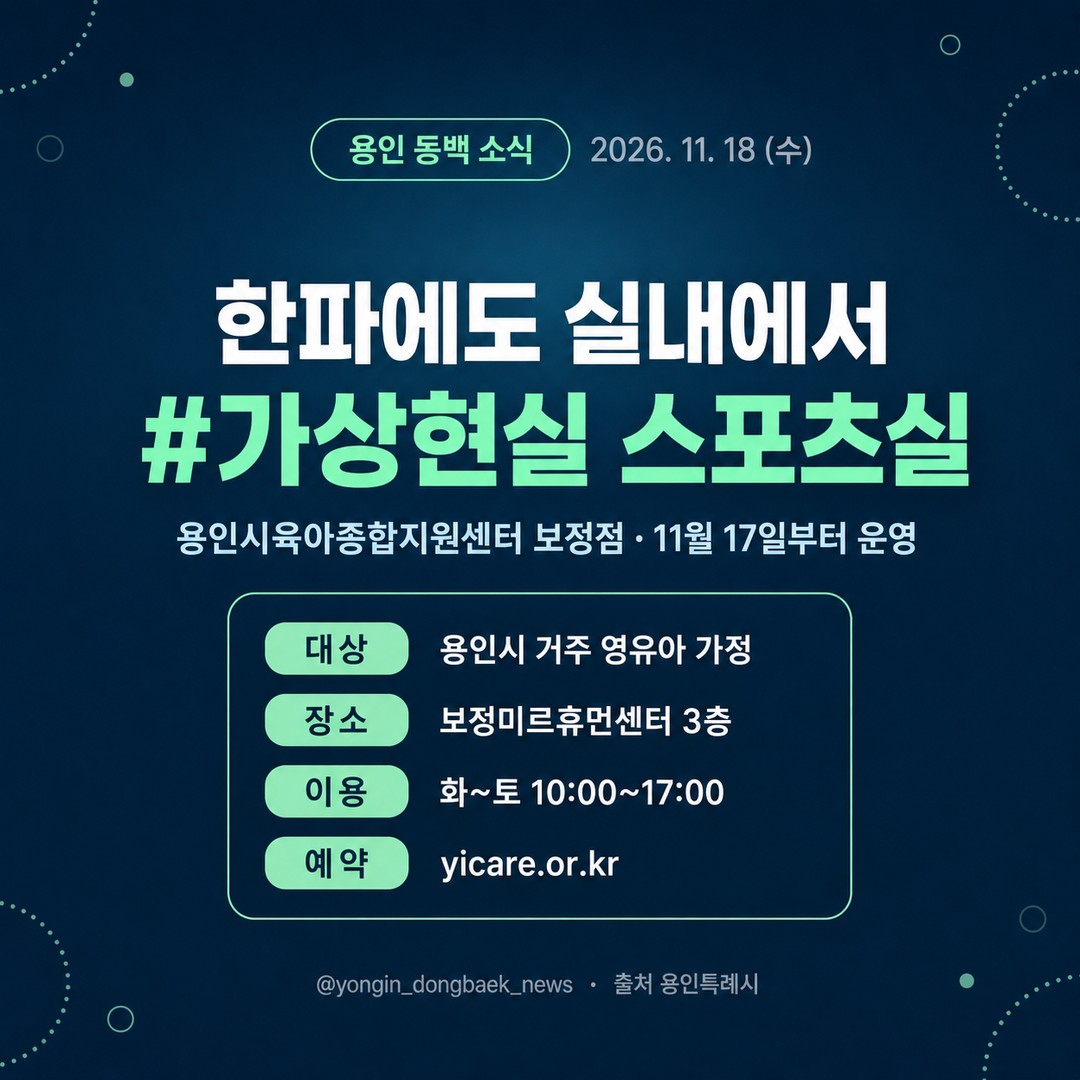 용인 동백 소식 2026. 11. 18 (수)
한파에도 실내에서
#가상현실 스포츠실
용인시육아종합지원센터 보정점 · 11월 17일부터 운영
대상 용인시 거주 영유아 가정
장소 보정미르휴먼센터 3층
이용 화~토 10:00~17:00
예약 yicare.or.kr
@yongin_dongbaek_news • 출처 용인특례시